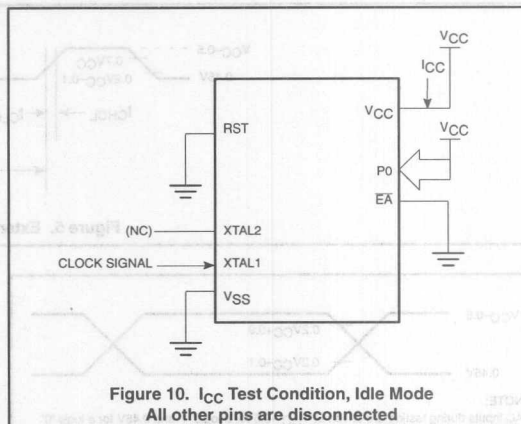 VCC
ICC
VCC
RST
VCC
P0
EA
(NC)
XTAL2
CLOCK SIGNAL
XTAL1
VSS
Figure 10. ICC Test Condition, Idle Mode
All other pins are disconnected